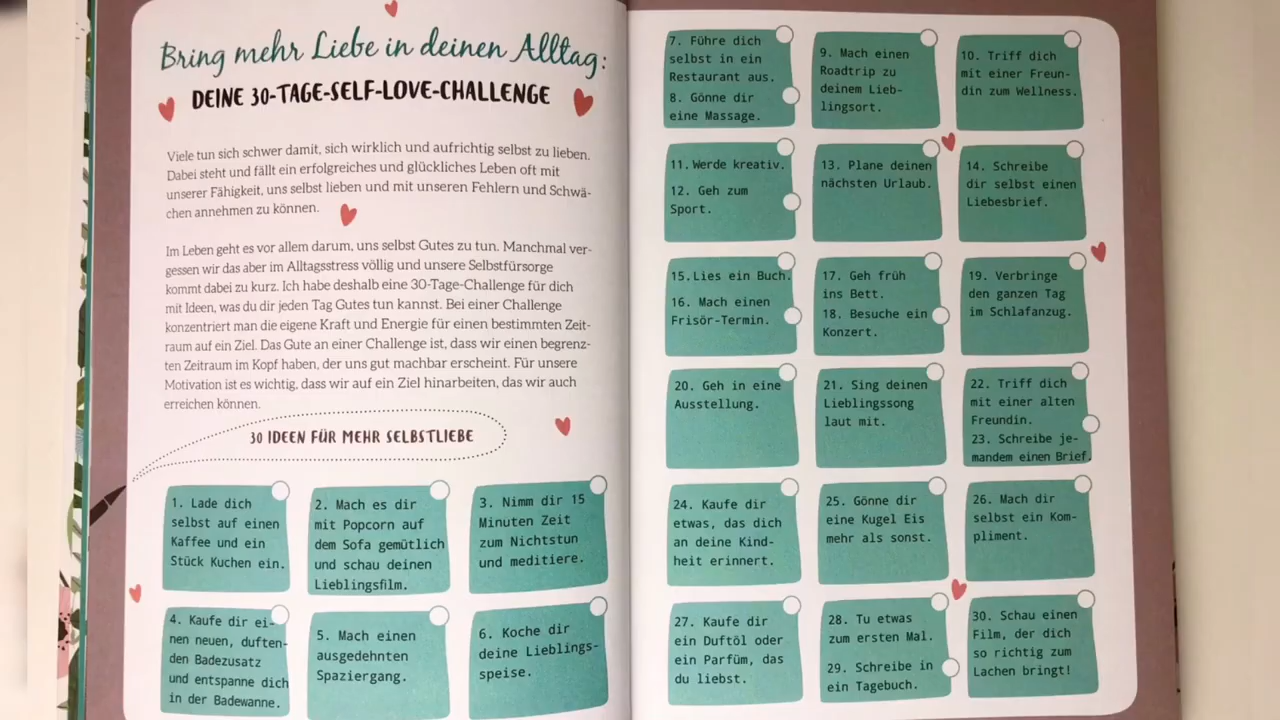 Bring mehr Liebe in deinen Alltag:
DEINE 30-TAGE-SELF-LOVE-CHALLENGE
Viele tun sich schwer damit, sich wirklich und aufrichtig selbst zu lieben.
Dabei steht und fällt ein erfolgreiches und glückliches Leben oft mit
unserer Fähigkeit, uns selbst lieben und mit unseren Fehlern und Schwä-
chen annehmen zu können.
Im Leben geht es vor allem darum, uns selbst Gutes zu tun. Manchmal ver-
gessen wir das aber im Alltagsstress völlig und unsere Selbstfürsorge
kommt dabei zu kurz. Ich habe deshalb eine 30-Tage-Challenge für dich
mit Ideen, was du dir jeden Tag Gutes tun kannst. Bei einer Challenge
konzentriert man die eigene Kraft und Energie für einen bestimmten Zeit-
raum auf ein Ziel. Das Gute an einer Challenge ist, dass wir einen begrenz-
ten Zeitraum im Kopf haben, der uns gut machbar erscheint. Für unsere
Motivation ist es wichtig, dass wir auf ein Ziel hinarbeiten, das wir auch
erreichen können.
30 IDEEN FÜR MEHR SELBSTLIEBE
1. Lade dich
selbst auf einen
Kaffee und ein
Stück Kuchen ein.
2. Mach es dir
mit Popcorn auf
dem Sofa gemütlich
und schau deinen
Lieblingsfilm.
3. Nimm dir 15
Minuten Zeit
zum Nichtstun
und meditiere.
4. Kaufe dir ei-
nen neuen, duften-
den Badezusatz
und entspanne dich
in der Badewanne.
5. Mach einen
ausgedehnten
Spaziergang.
6. Koche dir
deine Lieblings-
speise.
7. Führe dich
selbst in ein
Restaurant aus.
8. Gönne dir
eine Massage.
9. Mach einen
Roadtrip zu
deinem Lieb-
lingsort.
10. Triff dich
mit einer Freun-
din zum Wellness.
11. Werde kreativ.
12. Geh zum
Sport.
13. Plane deinen
nächsten Urlaub.
14. Schreibe
dir selbst einen
Liebesbrief.
15. Lies ein Buch.
16. Mach einen
Frisör-Termin.
17. Geh früh
ins Bett.
18. Besuche ein
Konzert.
19. Verbringe
den ganzen Tag
im Schlafanzug.
20. Geh in eine
Ausstellung.
21. Sing deinen
Lieblingssong
laut mit.
22. Triff dich
mit einer alten
Freundin.
23. Schreibe je-
mandem einen Brief.
24. Kaufe dir
etwas, das dich
an deine Kind-
heit erinnert.
25. Gönne dir
eine Kugel Eis
mehr als sonst.
26. Mach dir
selbst ein Kom-
pliment.
27. Kaufe dir
ein Duftöl oder
ein Parfüm, das
du liebst.
28. Tu etwas
zum ersten Mal.
29. Schreibe in
ein Tagebuch.
30. Schau einen
Film, der dich
so richtig zum
Lachen bringt!